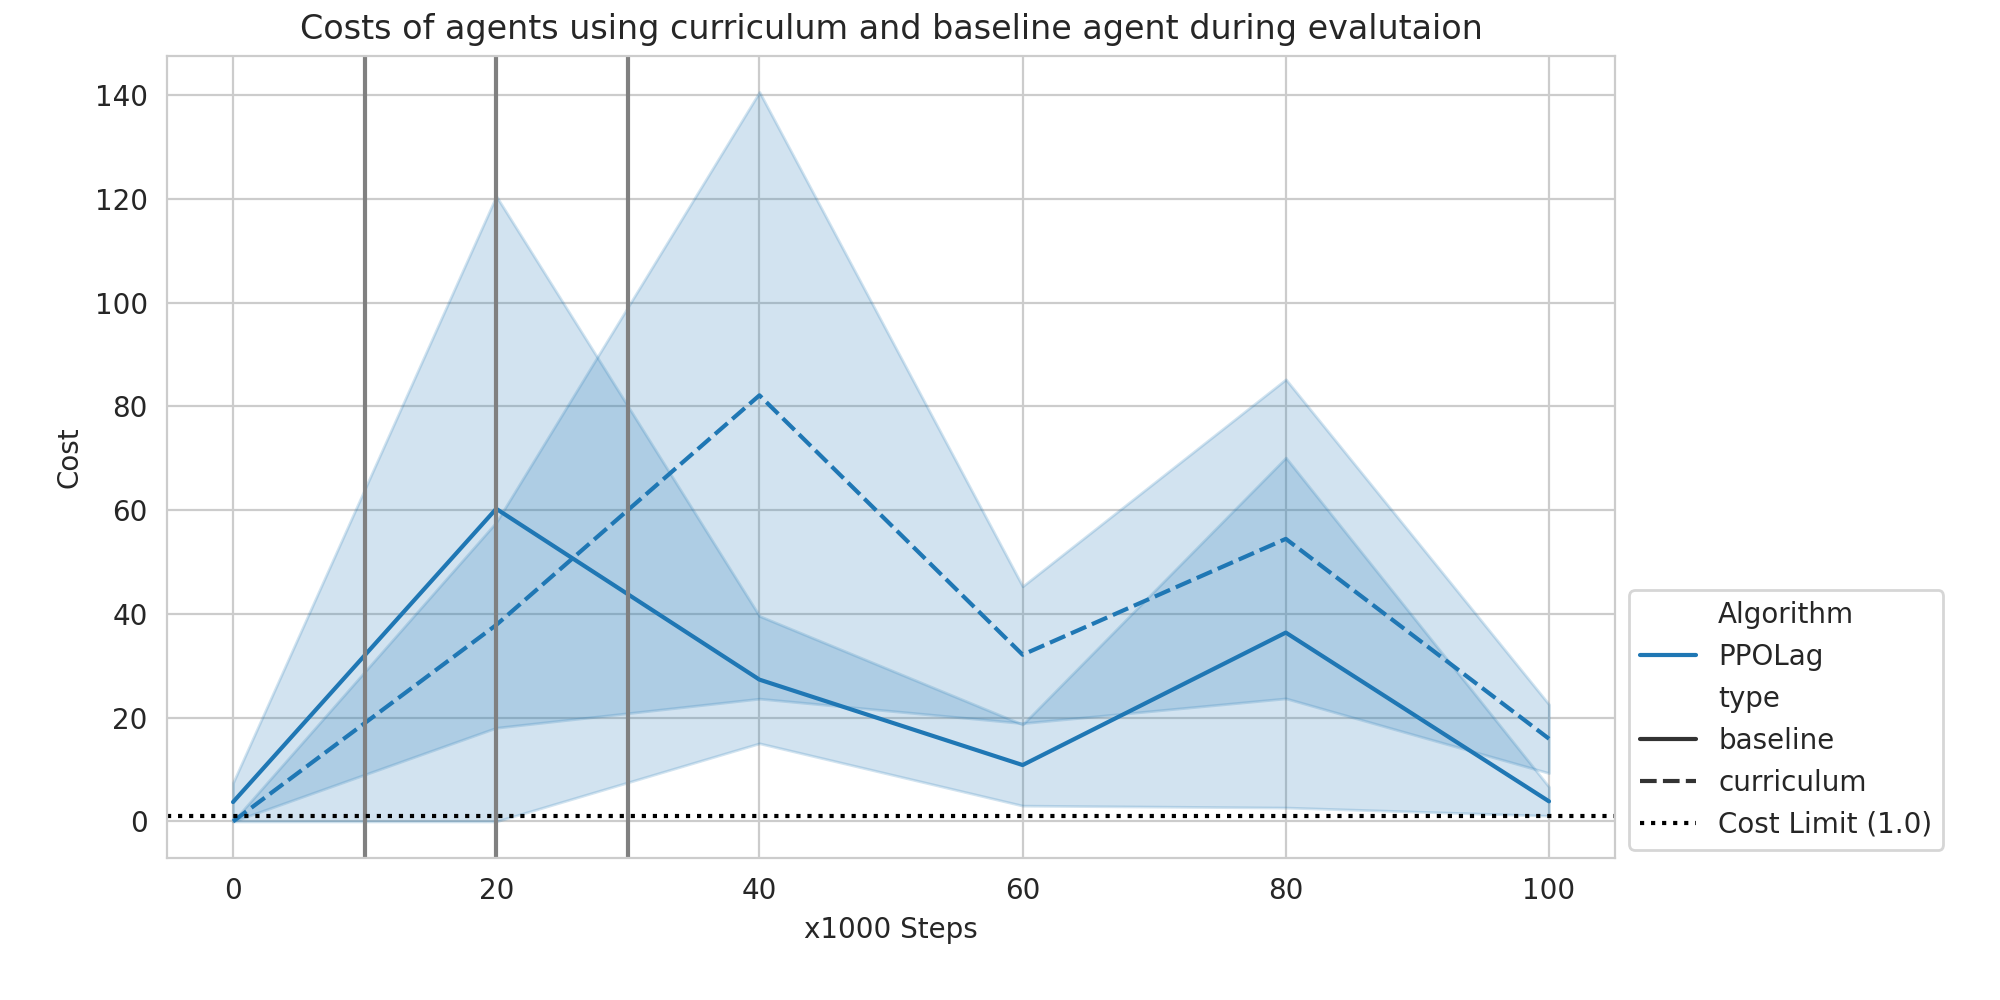 Costs of agents using curriculum and baseline agent during evalutaion
140
120
100
80
60
40
20
0
Cost
0 20 40 60 80 100
x1000 Steps
Algorithm
PPOLag
type
baseline
curriculum
Cost Limit (1.0)